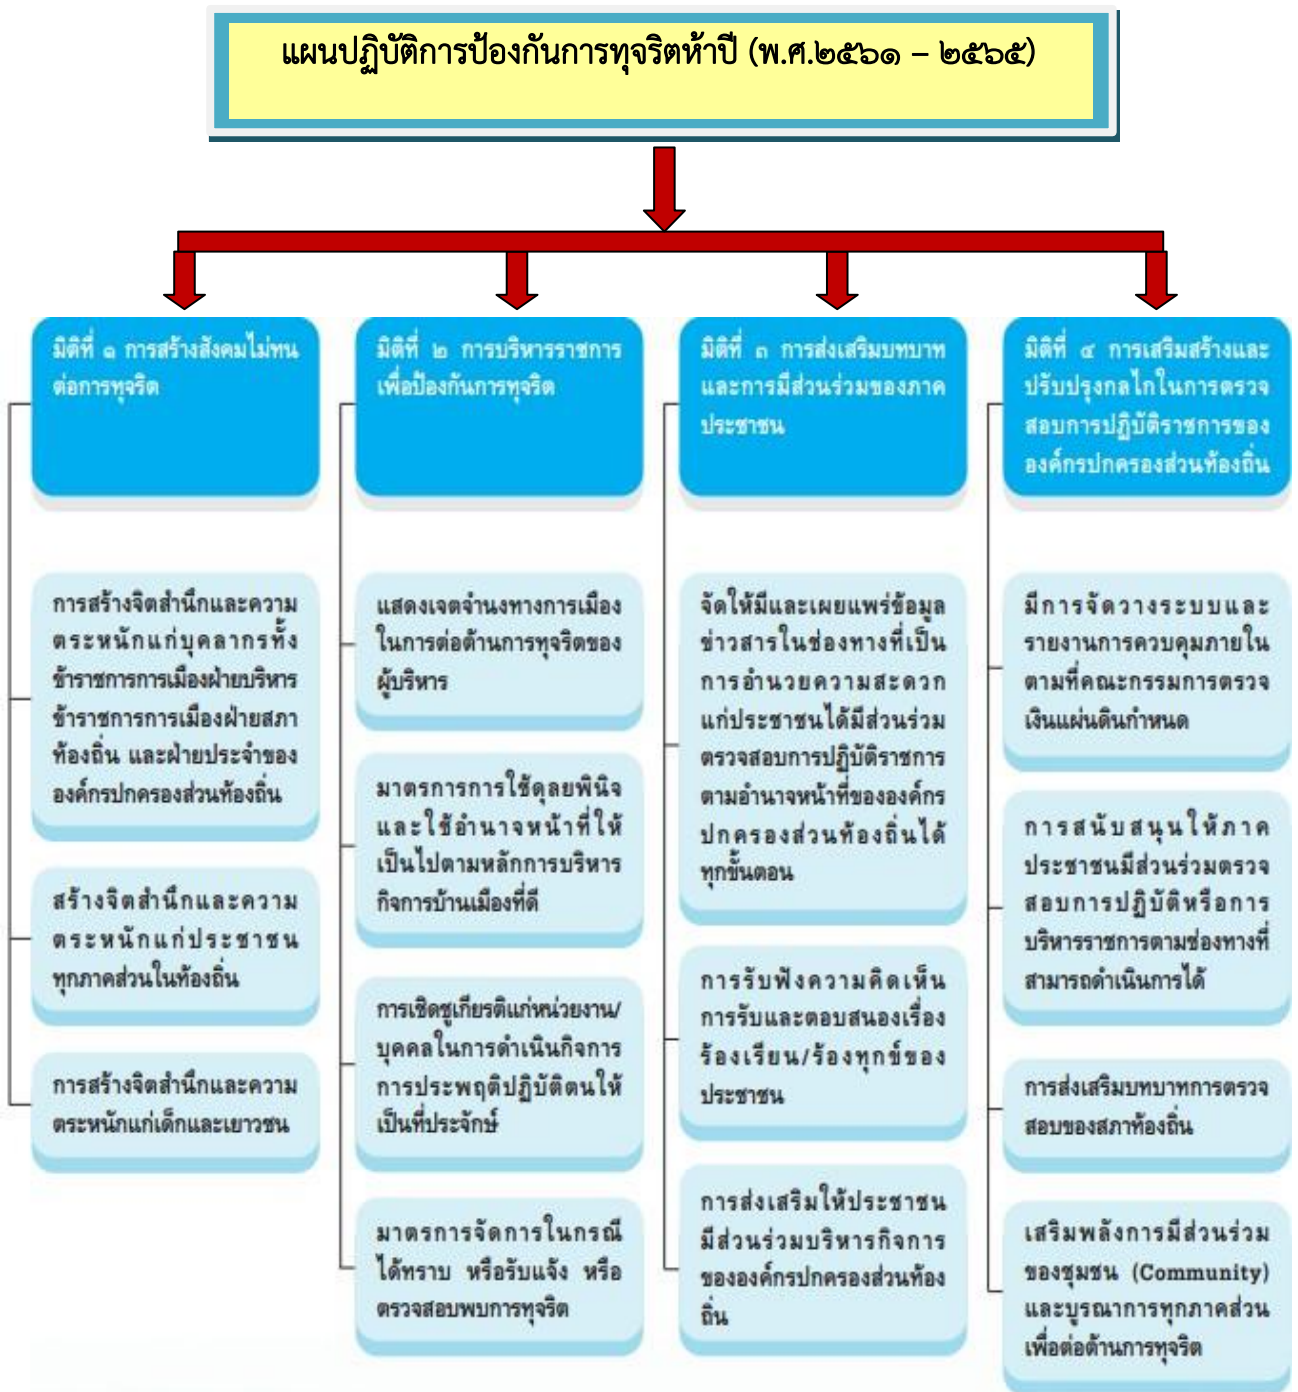 แผนปฏิบัติการป้องกันการทุจริตห้าปี (พ.ศ.๒๕๖๑ – ๒๕๖๕)
มิติที่ ๑ การสร้างสังคมไม่ทน
ต่อการทุจริต
การสร้างจิตสำนึกและความ
ตระหนักแก่บุคลากรทั้ง
ข้าราชการการเมืองฝ่ายบริหาร
ข้าราชการการเมืองฝ่ายสภา
ท้องถิ่น และฝ่ายประจำของ
องค์กรปกครองส่วนท้องถิ่น
สร้างจิตสำนึกและความ
ตระหนักแก่ประชาชน
ทุกภาคส่วนในท้องถิ่น
การสร้างจิตสำนึกและความ
ตระหนักแก่เด็กและเยาวชน
มิติที่ ๒ การบริหารราชการ
เพื่อป้องกันการทุจริต
แสดงเจตจำนงทางการเมือง
ในการต่อต้านการทุจริตของ
ผู้บริหาร
มาตรการการใช้ดุลยพินิจ
และใช้อำนาจหน้าที่ให้
เป็นไปตามหลักการบริหาร
กิจการบ้านเมืองที่ดี
การเชิดชูเกียรติแก่หน่วยงาน/
บุคคลในการดำเนินกิจการ
การประพฤติปฏิบัติตนให้
เป็นที่ประจักษ์
มาตรการจัดการในกรณี
ได้ทราบ หรือรับแจ้ง หรือ
ตรวจสอบพบการทุจริต
มิติที่ ๓ การส่งเสริมบทบาท
และการมีส่วนร่วมของภาค
ประชาชน
จัดให้มีและเผยแพร่ข้อมูล
ข่าวสารในช่องทางที่เป็น
การอำนวยความสะดวก
แก่ประชาชนได้มีส่วนร่วม
ตรวจสอบการปฏิบัติราชการ
ตามอำนาจหน้าที่ขององค์กร
ปกครองส่วนท้องถิ่นได้
ทุกขั้นตอน
การรับฟังความคิดเห็น
การรับและตอบสนองเรื่อง
ร้องเรียน/ร้องทุกข์ของ
ประชาชน
การส่งเสริมให้ประชาชน
มีส่วนร่วมบริหารกิจการ
ขององค์กรปกครองส่วนท้อง
ถิ่น
มิติที่ ๔ การเสริมสร้างและ
ปรับปรุงกลไกในการตรวจ
สอบการปฏิบัติราชการของ
องค์กรปกครองส่วนท้องถิ่น
มีการจัดวางระบบและ
รายงานการควบคุมภายใน
ตามที่คณะกรรมการตรวจ
เงินแผ่นดินกำหนด
การสนับสนุนให้ภาค
ประชาชนมีส่วนร่วมตรวจ
สอบการปฏิบัติหรือการ
บริหารราชการตามช่องทางที่
สามารถดำเนินการได้
การส่งเสริมบทบาทการตรวจ
สอบของสภาท้องถิ่น
เสริมพลังการมีส่วนร่วม
ของชุมชน (Community)
และบูรณาการทุกภาคส่วน
เพื่อต่อต้านการทุจริต